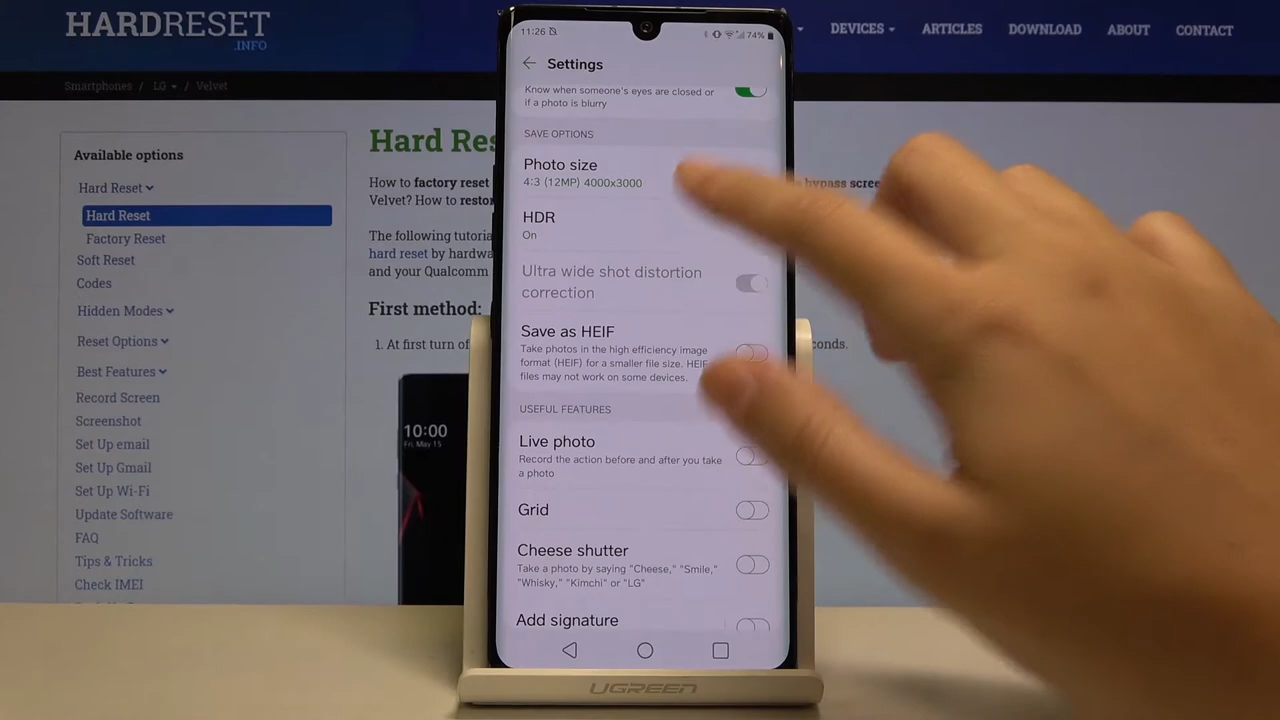 HARDRESET
.INFO
DEVICES
ARTICLES
DOWNLOAD
ABOUT
CONTACT
Smartphones / LG / Velvet
Available options
Hard Reset
Hard Reset
Factory Reset
Soft Reset
Codes
Hidden Modes
Reset Options
Best Features
Record Screen
Screenshot
Set Up email
Set Up Gmail
Set Up Wi-Fi
Update Software
FAQ
Tips & Tricks
Check IMEI
Hard
How to factory reset
Velvet? How to
The following
hard reset by
and your Qualcomm
First method:
1. At first turn of
bypass
10:00
Fri, May 15
11:26
74%
Settings
Know when someone's eyes are closed or
if a photo is blurry
SAVE OPTIONS
Photo size
4:3 (12MP) 4000x3000
HDR
On
Ultra wide shot distortion
correction
Save as HEIF
Take photos in the high efficiency image
format (HEIF) for a smaller file size. HEIF
files may not work on some devices.
USEFUL FEATURES
Live photo
Record the action before and after you take
a photo
Grid
Cheese shutter
Take a photo by saying "Cheese," "Smile,"
"Whisky," "Kimchi" or "LG"
Add signature
UGREEN